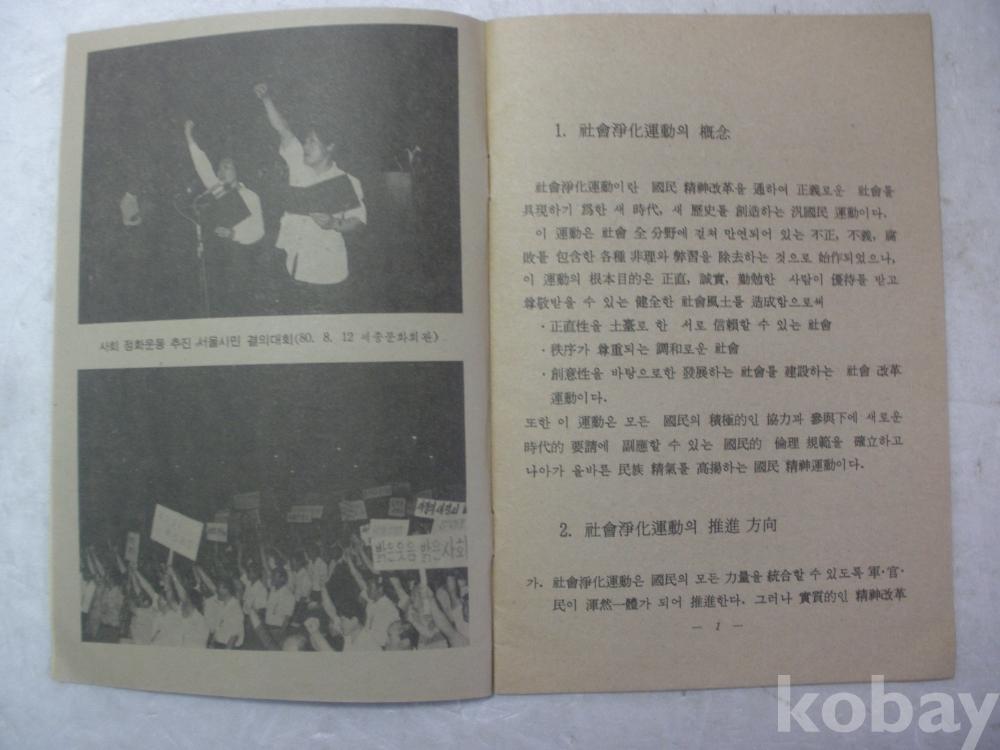 사회 정화운동 추진 서울시민 결의대회(80. 8. 12 세종문화회관)
밝은웃음 밝은사회
1. 社會淨化運動의 槪念
社會淨化運動이란 國民 精神改革을 通하여 正義로운 社會를
具現하기 爲한 새 時代, 새 歷史를 創造하는 汎國民 運動이다.
이 運動은 社會 全 分野에 걸쳐 만연되어 있는 不正, 不義, 腐
敗를 包含한 各種 非理와 弊習을 除去하는 것으로 始作되었으나,
이 運動의 根本目的은 正直, 誠實, 勤勉한 사람이 優待를 받고
尊敬받을 수 있는 健全한 社會風土를 造成함으로써
·正直性을 土臺로 한 서로 信賴할 수 있는 社會
·秩序가 尊重되는 調和로운 社會
·創意性을 바탕으로한 發展하는 社會를 建設하는 社會 改革
運動이다.
또한 이 運動은 모든 國民의 積極的인 協力과 參與下에 새로운
時代的 要請에 副應할 수 있는 國民的 倫理 規範을 確立하고
나아가 올바른 民族 精氣를 高揚하는 國民 精神運動이다.
2. 社會淨化運動의 推進 方向
가. 社會淨化運動은 國民의 모든 力量을 統合할 수 있도록 軍·官·
民이 渾然一體가 되어 推進한다. 그러나 實質的인 精神改革
— 1 —
kobay